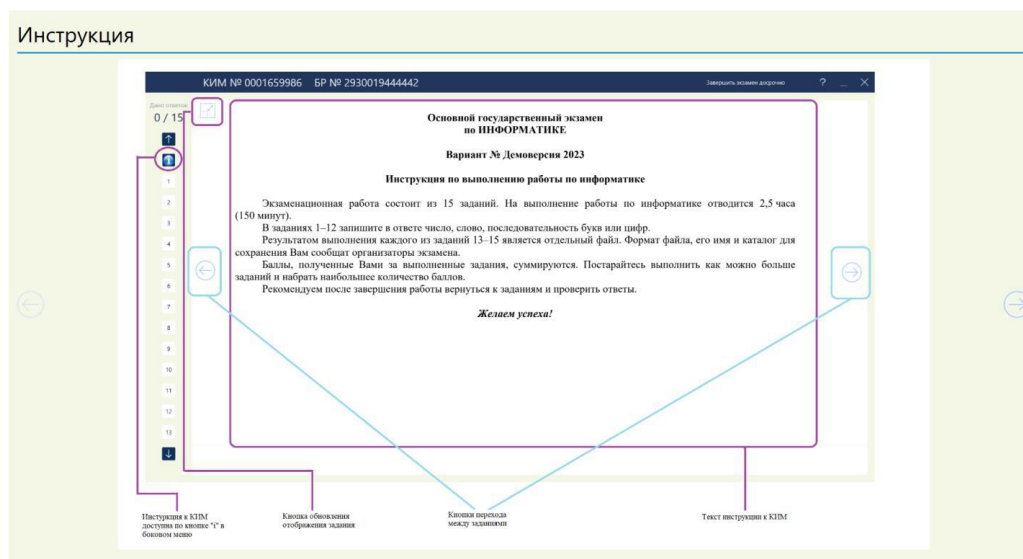 Инструкция
КИМ № 0001659986 БР № 2930019444442
Завершить экзамен досрочно ? _ ×
Дано ответов
0 / 15
Основной государственный экзамен
по ИНФОРМАТИКЕ
Вариант № Демоверсия 2023
Инструкция по выполнению работы по информатике
Экзаменационная работа состоит из 15 заданий. На выполнение работы по информатике отводится 2,5 часа
(150 минут).
В заданиях 1–12 запишите в ответе число, слово, последовательность букв или цифр.
Результатом выполнения каждого из заданий 13–15 является отдельный файл. Формат файла, его имя и каталог для
сохранения Вам сообщат организаторы экзамена.
Баллы, полученные Вами за выполненные задания, суммируются. Постарайтесь выполнить как можно больше
заданий и набрать наибольшее количество баллов.
Рекомендуем после завершения работы вернуться к заданиям и проверить ответы.
Желаем успеха!
1
2
3
4
5
6
7
8
9
10
11
12
13
Инстурkция к КИМ
доступна по кнопке "i" в
боковом меню
Кнопка обновления
отображения задания
Кнопки перехода
между заданиями
Текст инструкции к КИМ